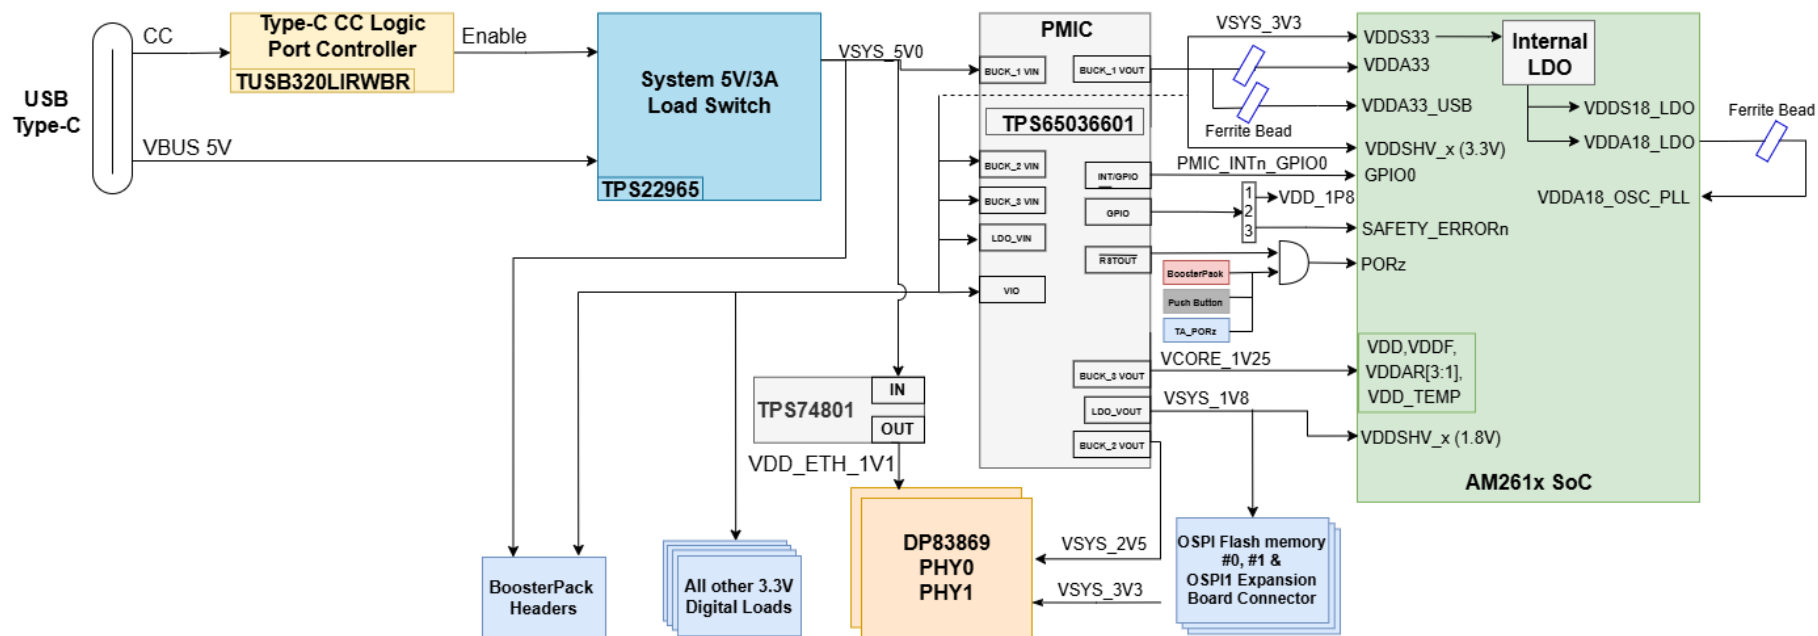 USB
Type-C
CC
VBUS 5V
Type-C CC Logic
Port Controller
TUSB320LIRWBR
Enable
System 5V/3A
Load Switch
TPS22965
VSYS_5V0
PMIC
BUCK_1 VIN
BUCK_1 VOUT
TPS65036601
BUCK_2 VIN
BUCK_3 VIN
LDO_VIN
VIO
INT/GPIO
GPIO
RSTOUT
BUCK_3 VOUT
LDO_VOUT
BUCK_2 VOUT
VSYS_3V3
Ferrite Bead
PMIC_INTn_GPIO0
1
2
3
VDD_1P8
BoosterPack
Push Button
TA_PORz
VCORE_1V25
VSYS_1V8
VDDS33
VDDA33
VDDA33_USB
VDDSHV_x (3.3V)
GPIO0
SAFETY_ERRORn
PORz
VDD,VDDF,
VDDAR[3:1],
VDD_TEMP
VDDSHV_x (1.8V)
AM261x SoC
Internal
LDO
VDDS18_LDO
VDDA18_LDO
VDDA18_OSC_PLL
Ferrite Bead
TPS74801
IN
OUT
VDD_ETH_1V1
BoosterPack
Headers
All other 3.3V
Digital Loads
DP83869
PHY0
PHY1
VSYS_2V5
VSYS_3V3
OSPI Flash memory
#0, #1 &
OSPI1 Expansion
Board Connector